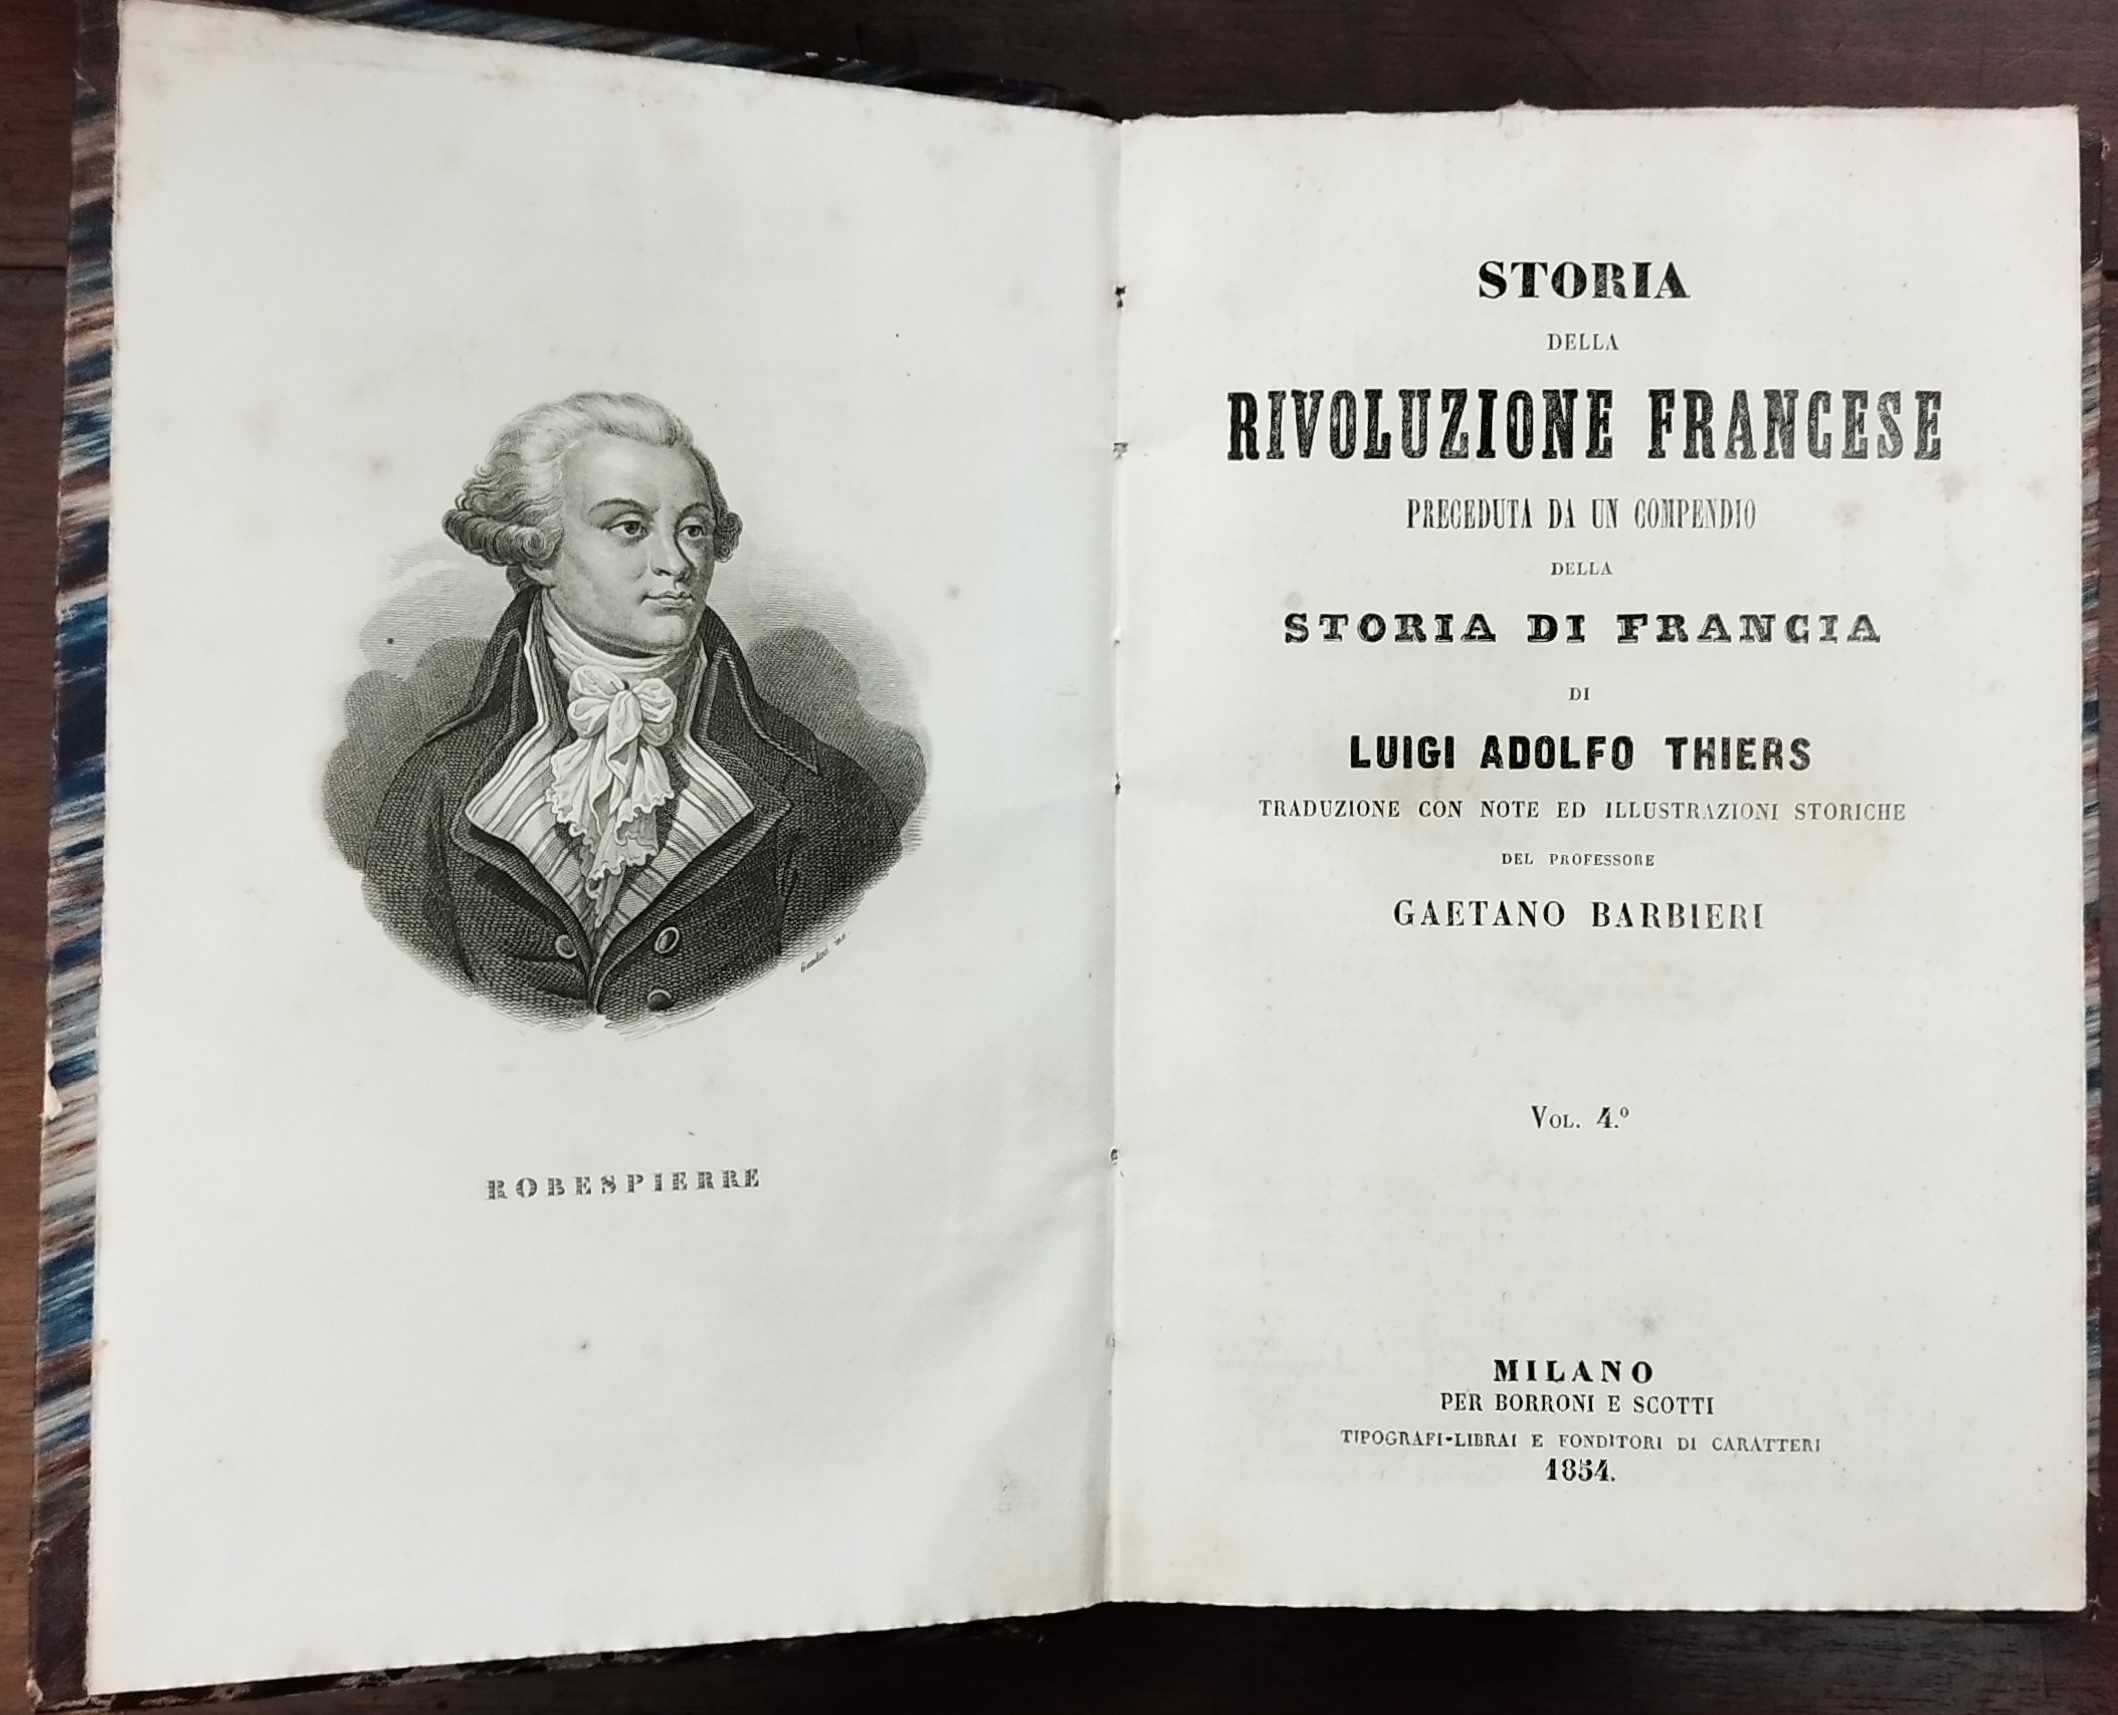 ROBESPIERRE
STORIA
DELLA
RIVOLUZIONE FRANCESE
PRECEDUTA DA UN COMPENDIO
DELLA
STORIA DI FRANCIA
DI
LUIGI ADOLFO THIERS
TRADUZIONE CON NOTE ED ILLUSTRAZIONI STORICHE
DEL PROFESSORE
GAETANO BARBIERI
VOL. 4.º
MILANO
PER BORRONI E SCOTTI
TIPOGRAFI-LIBRAI E FONDITORI DI CARATTERI
1854.